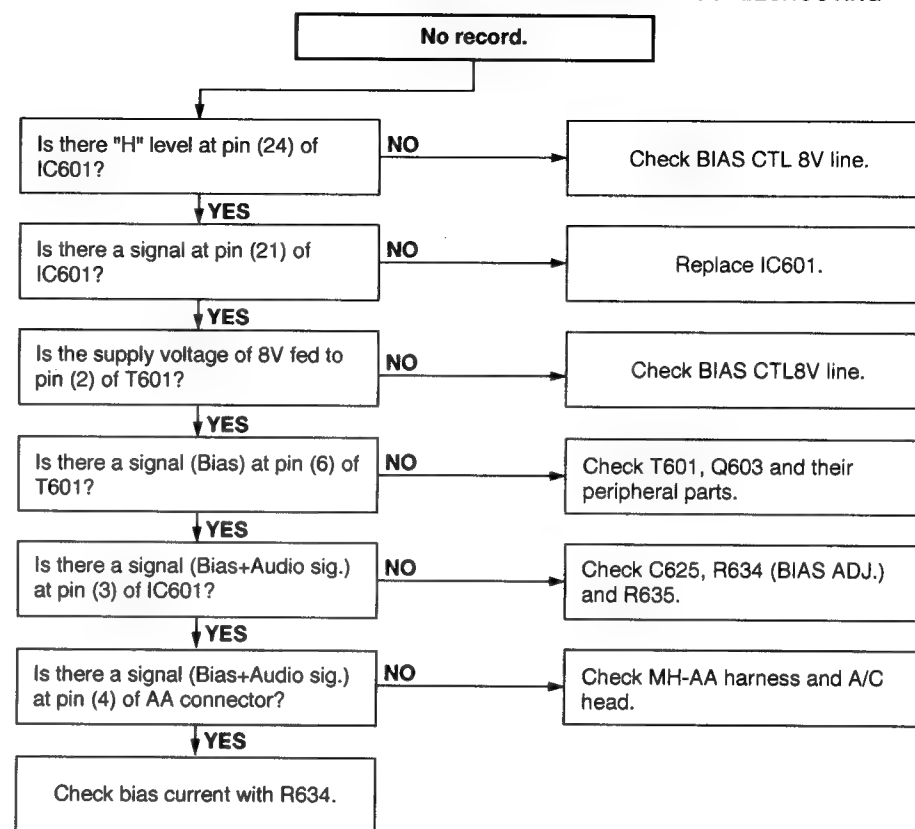 No record.
Is there "H" level at pin (24) of
IC601?
NO
Check BIAS CTL 8V line.
YES
Is there a signal at pin (21) of
IC601?
NO
Replace IC601.
YES
Is the supply voltage of 8V fed to
pin (2) of T601?
NO
Check BIAS CTL8V line.
YES
Is there a signal (Bias) at pin (6) of
T601?
NO
Check T601, Q603 and their
peripheral parts.
YES
Is there a signal (Bias+Audio sig.)
at pin (3) of IC601?
NO
Check C625, R634 (BIAS ADJ.)
and R635.
YES
Is there a signal (Bias+Audio sig.)
at pin (4) of AA connector?
NO
Check MH-AA harness and A/C
head.
YES
Check bias current with R634.